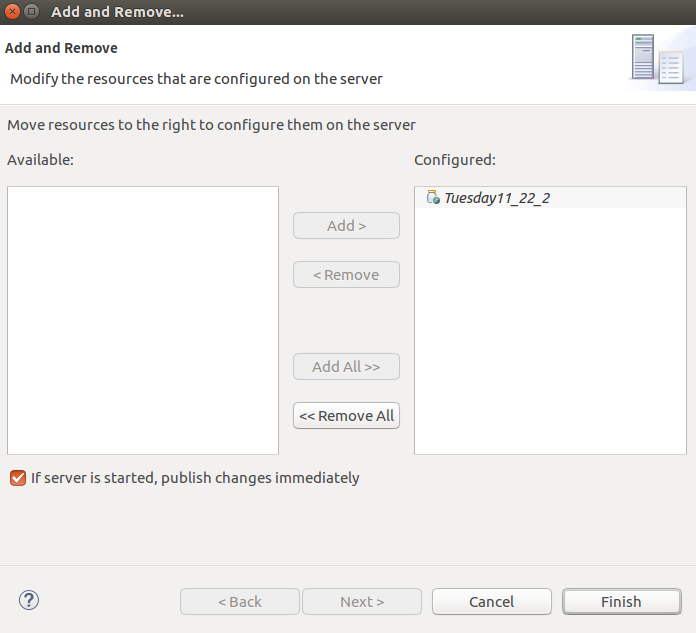 Add and Remove...
Add and Remove
Modify the resources that are configured on the server
Move resources to the right to configure them on the server
Available:
Configured:
Tuesday11_22_2
Add >
< Remove
Add All >>
<< Remove All
If server is started, publish changes immediately
?
< Back
Next >
Cancel
Finish